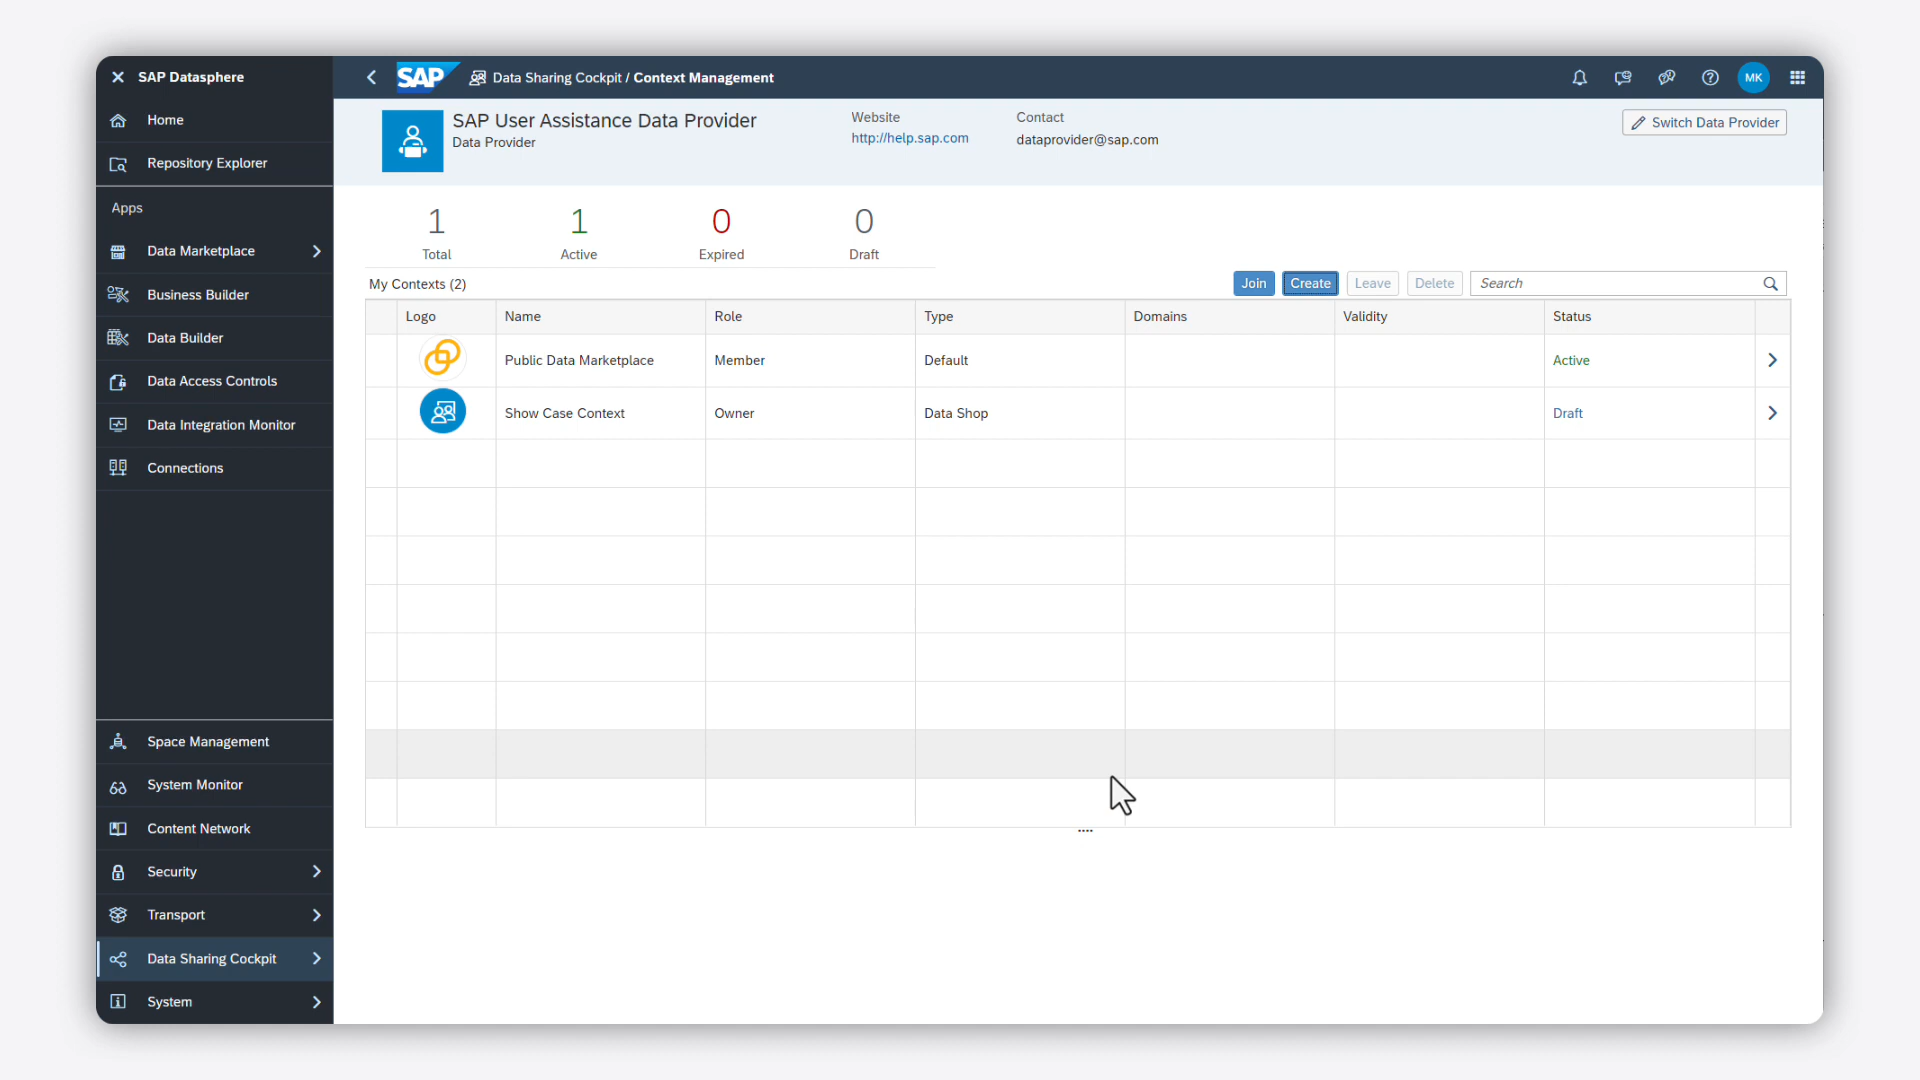 SAP Datasphere
SAP
Data Sharing Cockpit / Context Management
MK
Home
Repository Explorer
Apps
Data Marketplace
Business Builder
Data Builder
Data Access Controls
Data Integration Monitor
Connections
Space Management
System Monitor
Content Network
Security
Transport
Data Sharing Cockpit
System
SAP User Assistance Data Provider
Data Provider
Website
http://help.sap.com
Contact
dataprovider@sap.com
Switch Data Provider
1 1 0 0
Total Active Expired Draft
My Contexts (2)
Join Create Leave Delete Search
Logo Name Role Type Domains Validity Status
Public Data Marketplace Member Default Active
Show Case Context Owner Data Shop Draft